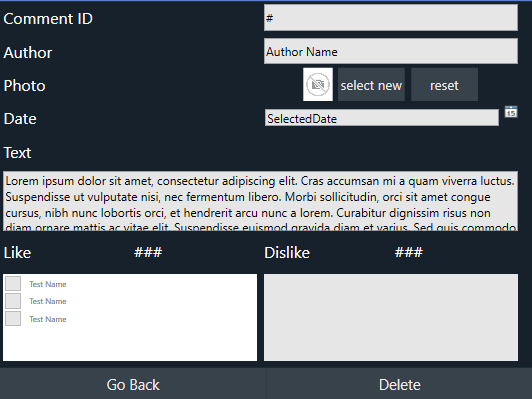 Comment ID #
Author Author Name
Photo select new reset
Date SelectedDate 15
Text
Lorem ipsum dolor sit amet, consectetur adipiscing elit. Cras accumsan mi a quam viverra luctus.
Suspendisse ut vulputate nisi, nec fermentum libero. Morbi sollicitudin, orci sit amet congue
cursus, nibh nunc lobortis orci, et hendrerit arcu nunc a lorem. Curabitur dignissim risus non
diam ornare mattis ac vitae elit. Suspendisse euismod gravida diam et varius. Sed quis commodo
Like ### Dislike ###
Test Name
Test Name
Test Name
Go Back Delete